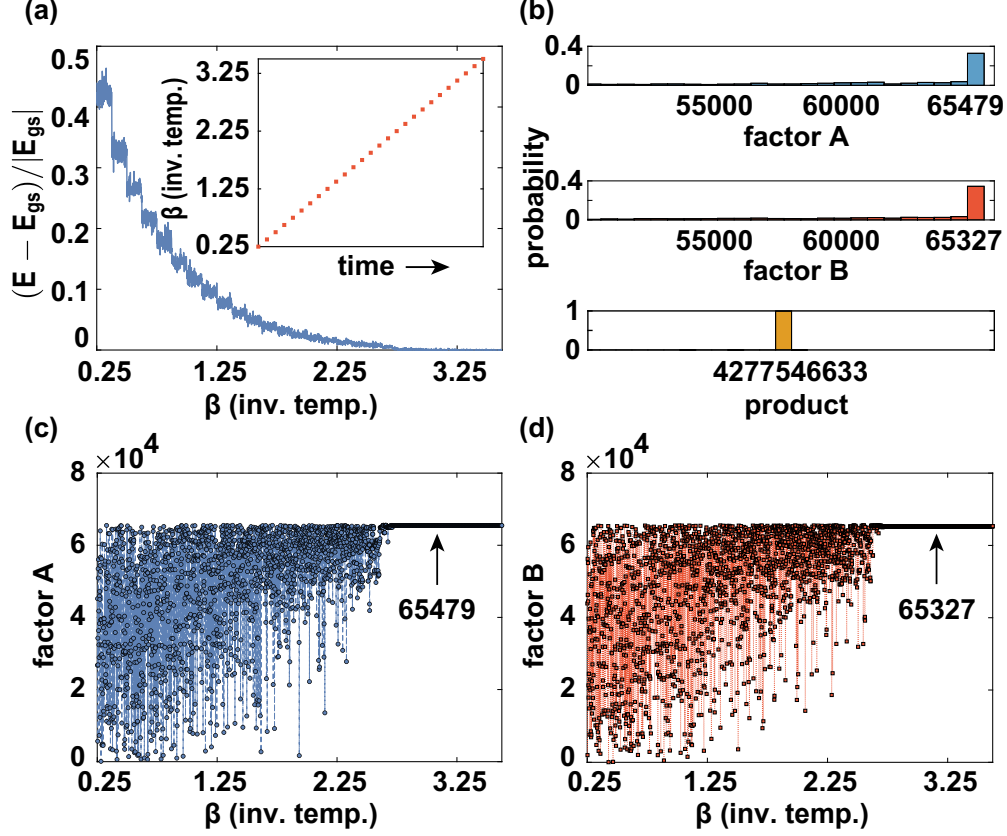 (a)
(E − E_gs) / |E_gs|
0.5
0.4
0.3
0.2
0.1
0
0.25 1.25 2.25 3.25
β (inv. temp.)
β (inv. temp.)
3.25
2.25
1.25
0.25
time →
(b)
probability
0.4
0
55000 60000 65479
factor A
0.4
0
55000 60000 65327
factor B
1
0
4277546633
product
(c)
×10^4
factor A
8
6
4
2
0
65479
0.25 1.25 2.25 3.25
β (inv. temp.)
(d)
×10^4
factor B
8
6
4
2
0
65327
0.25 1.25 2.25 3.25
β (inv. temp.)